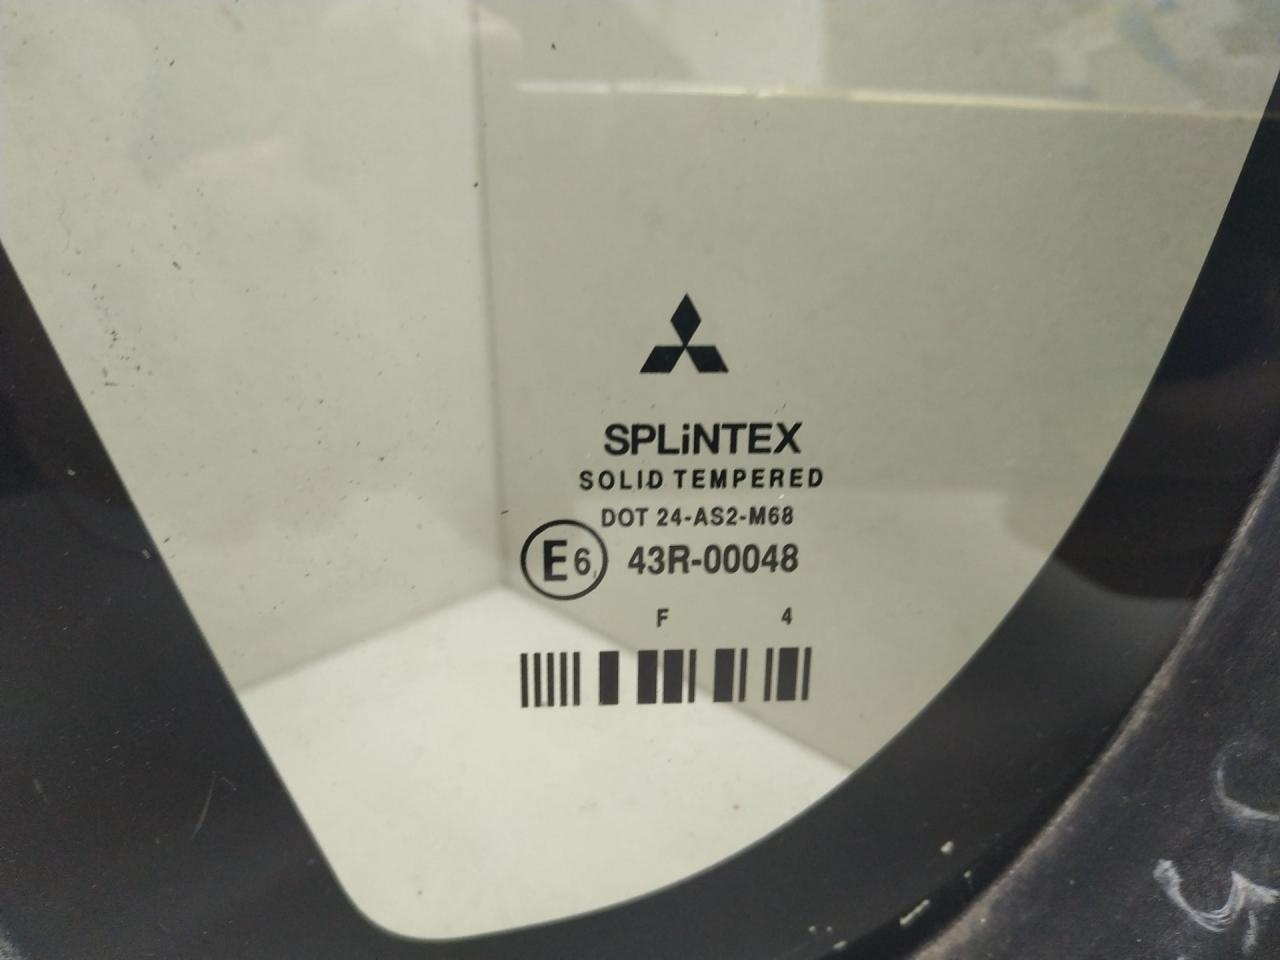 SPLiNTEX
SOLID TEMPERED
DOT 24-AS2-M68
E6 43R-00048
F 4